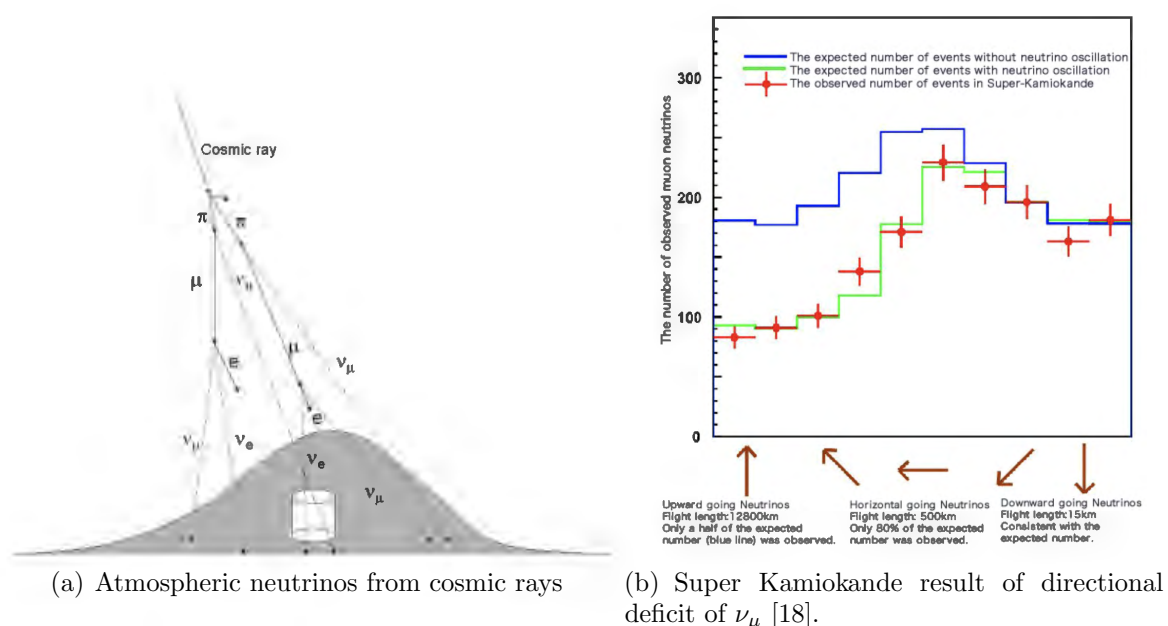 Cosmic ray
π
π
μ
ν_μ
μ
ν_μ
e
ν_μ
ν_e
ν_e
ν_μ
(a) Atmospheric neutrinos from cosmic rays
The number of observed muon neutrinos
300
200
100
0
The expected number of events without neutrino oscillation
The expected number of events with neutrino oscillation
The observed number of events in Super-Kamiokande
Upward going Neutrinos
Flight length:12800km
Only a half of the expected
number (blue line) was observed.
Horizontal going Neutrinos
Flight length: 500km
Only 80% of the expected
number was observed.
Downward going Neutrinos
Flight length:15km
Consistent with the
expected number.
(b) Super Kamiokande result of directional
deficit of ν_μ [18].